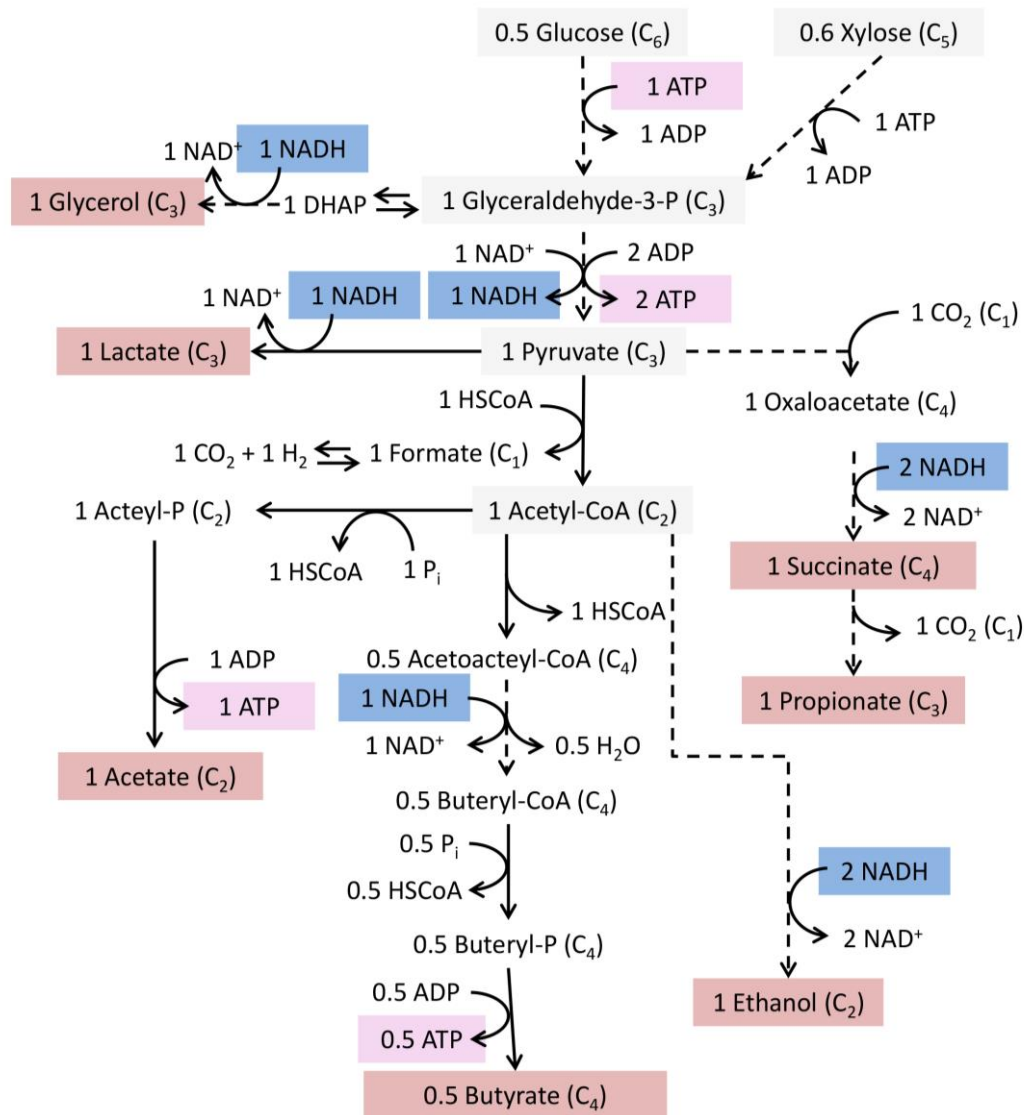 0.5 Glucose (C₆)
0.6 Xylose (C₅)
1 ATP
1 ADP
1 ATP
1 ADP
1 NAD⁺
1 NADH
1 Glycerol (C₃)
1 DHAP
1 Glyceraldehyde-3-P (C₃)
1 NAD⁺
2 ADP
1 NADH
2 ATP
1 NAD⁺
1 NADH
1 CO₂ (C₁)
1 Lactate (C₃)
1 Pyruvate (C₃)
1 HSCoA
1 Oxaloacetate (C₄)
1 CO₂ + 1 H₂
1 Formate (C₁)
2 NADH
2 NAD⁺
1 Acteyl-P (C₂)
1 Acetyl-CoA (C₂)
1 HSCoA
1 Pᵢ
1 Succinate (C₄)
1 HSCoA
1 CO₂ (C₁)
0.5 Acetoacteyl-CoA (C₄)
1 ADP
1 ATP
1 NADH
1 NAD⁺
0.5 H₂O
1 Propionate (C₃)
1 Acetate (C₂)
0.5 Buteryl-CoA (C₄)
0.5 Pᵢ
0.5 HSCoA
2 NADH
2 NAD⁺
0.5 Buteryl-P (C₄)
0.5 ADP
0.5 ATP
1 Ethanol (C₂)
0.5 Butyrate (C₄)